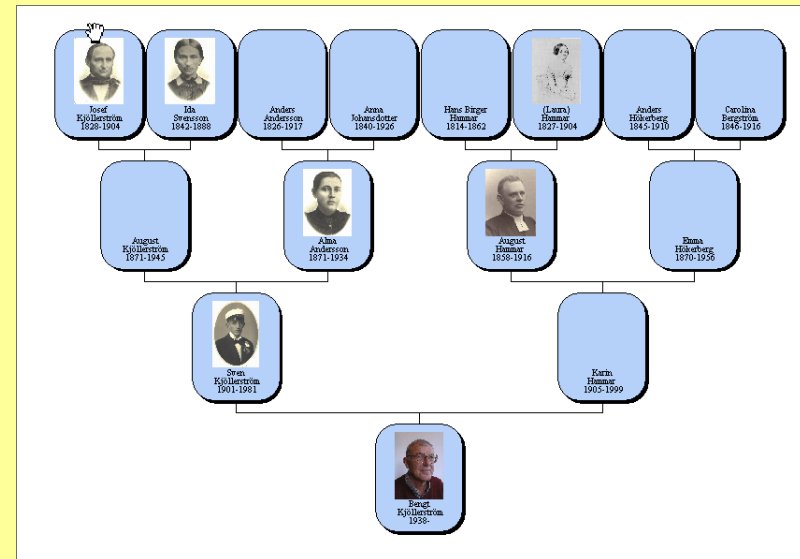 Josef
Kjöllerström
1828-1904
Ida
Svensson
1842-1888
Anders
Andersson
1826-1917
Anna
Johansdotter
1840-1926
Hans Birger
Hammar
1814-1862
(Laura)
Hammar
1827-1904
Anders
Hökerberg
1845-1910
Carolina
Bergström
1846-1916
August
Kjöllerström
1871-1945
Alma
Andersson
1871-1934
August
Hammar
1858-1916
Emma
Hökerberg
1870-1956
Sven
Kjöllerström
1901-1981
Karin
Hammar
1905-1999
Bengt
Kjöllerström
1938-